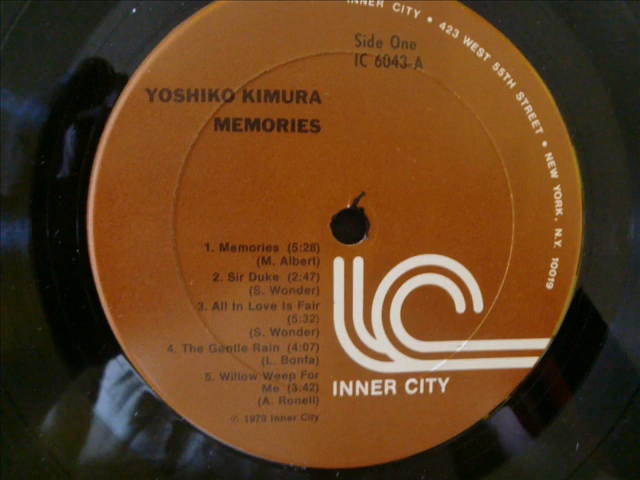 INNER CITY • 423 WEST 55TH STREET • NEW YORK, N.Y. 10019
Side One
IC 6043-A
YOSHIKO KIMURA
MEMORIES
1. Memories (5:28)
(M. Albert)
2. Sir Duke (2:47)
(S. Wonder)
3. All In Love Is Fair
(5:32)
(S. Wonder)
4. The Gentle Rain (4:07)
(L. Bonfa)
5. Willow Weep For
Me (3:42)
(A. Ronell)
℗ 1979 Inner City
INNER CITY